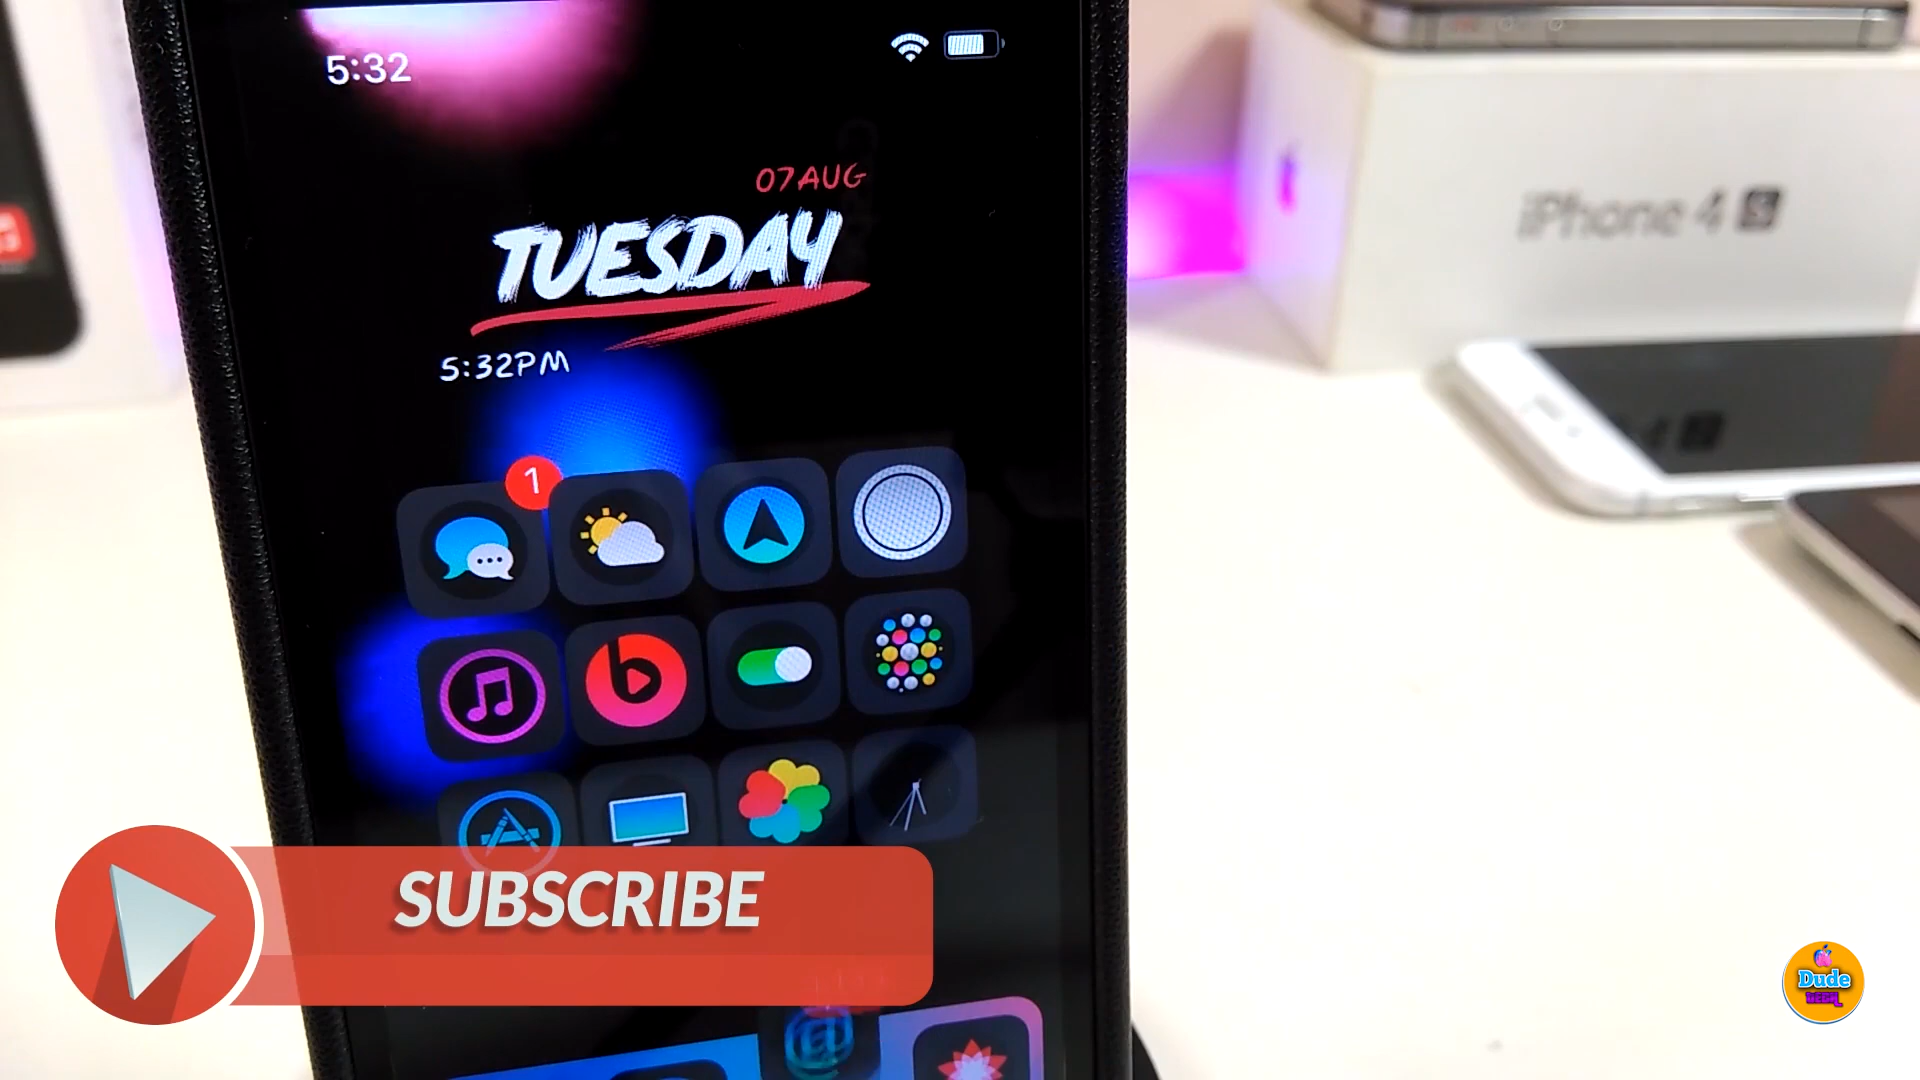 5:32
07AUG
TUESDAY
5:32PM
1
iPhone 4S
SUBSCRIBE
Dude